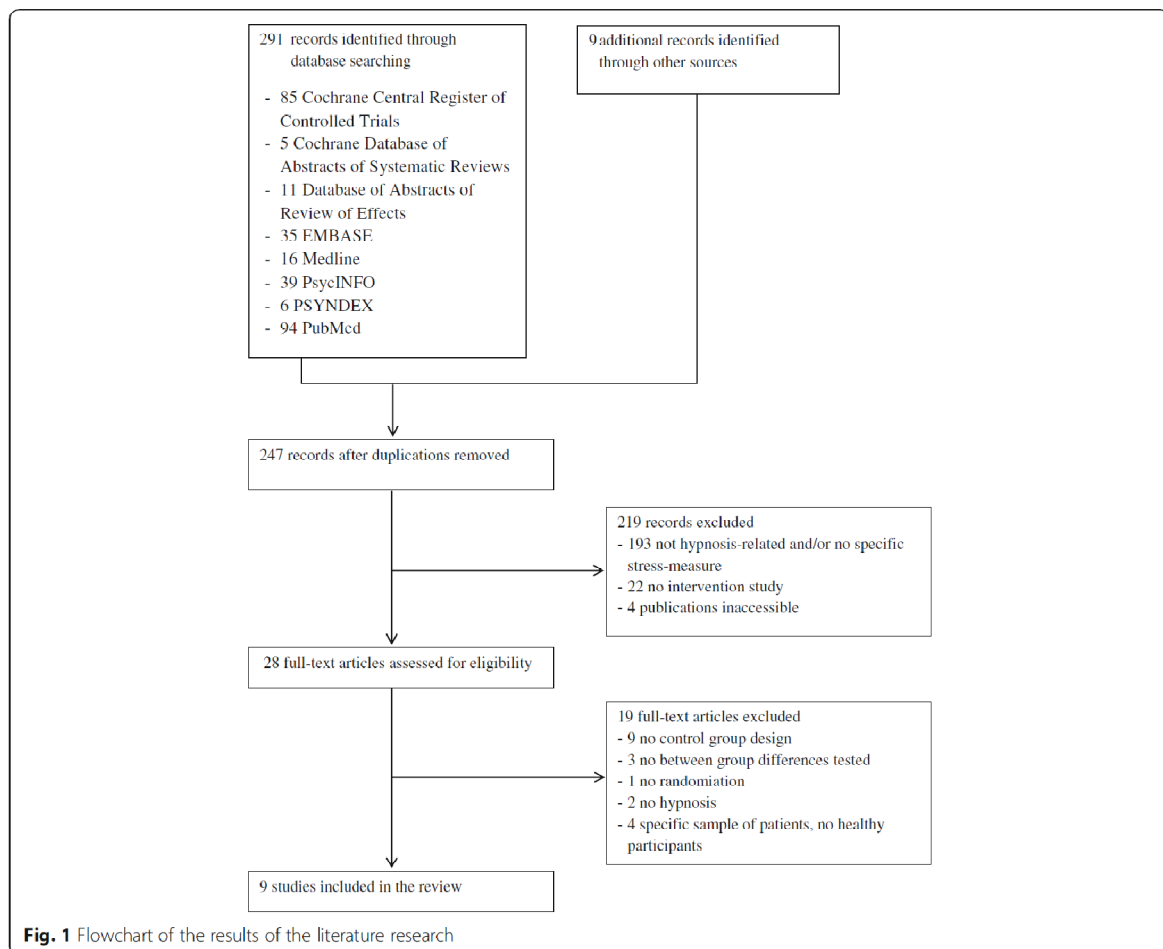 291 records identified through
database searching
- 85 Cochrane Central Register of
Controlled Trials
- 5 Cochrane Database of
Abstracts of Systematic Reviews
- 11 Database of Abstracts of
Review of Effects
- 35 EMBASE
- 16 Medline
- 39 PsycINFO
- 6 PSYNDEX
- 94 PubMed
9 additional records identified
through other sources
247 records after duplications removed
219 records excluded
- 193 not hypnosis-related and/or no specific
stress-measure
- 22 no intervention study
- 4 publications inaccessible
28 full-text articles assessed for eligibility
19 full-text articles excluded
- 9 no control group design
- 3 no between group differences tested
- 1 no randomiation
- 2 no hypnosis
- 4 specific sample of patients, no healthy
participants
9 studies included in the review
Fig. 1 Flowchart of the results of the literature research